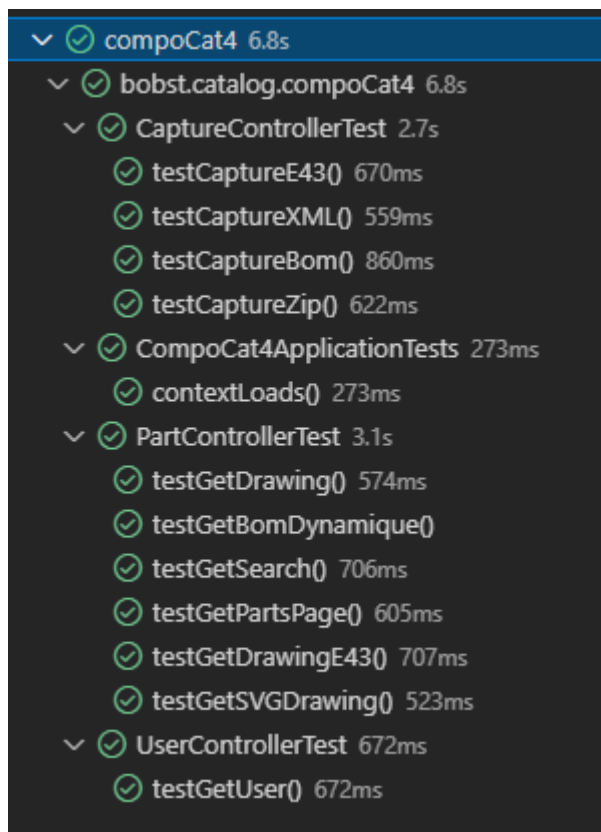 compoCat4 6.8s
bobst.catalog.compoCat4 6.8s
CaptureControllerTest 2.7s
testCaptureE43() 670ms
testCaptureXML() 559ms
testCaptureBom() 860ms
testCaptureZip() 622ms
CompoCat4ApplicationTests 273ms
contextLoads() 273ms
PartControllerTest 3.1s
testGetDrawing() 574ms
testGetBomDynamique()
testGetSearch() 706ms
testGetPartsPage() 605ms
testGetDrawingE43() 707ms
testGetSVGDrawing() 523ms
UserControllerTest 672ms
testGetUser() 672ms